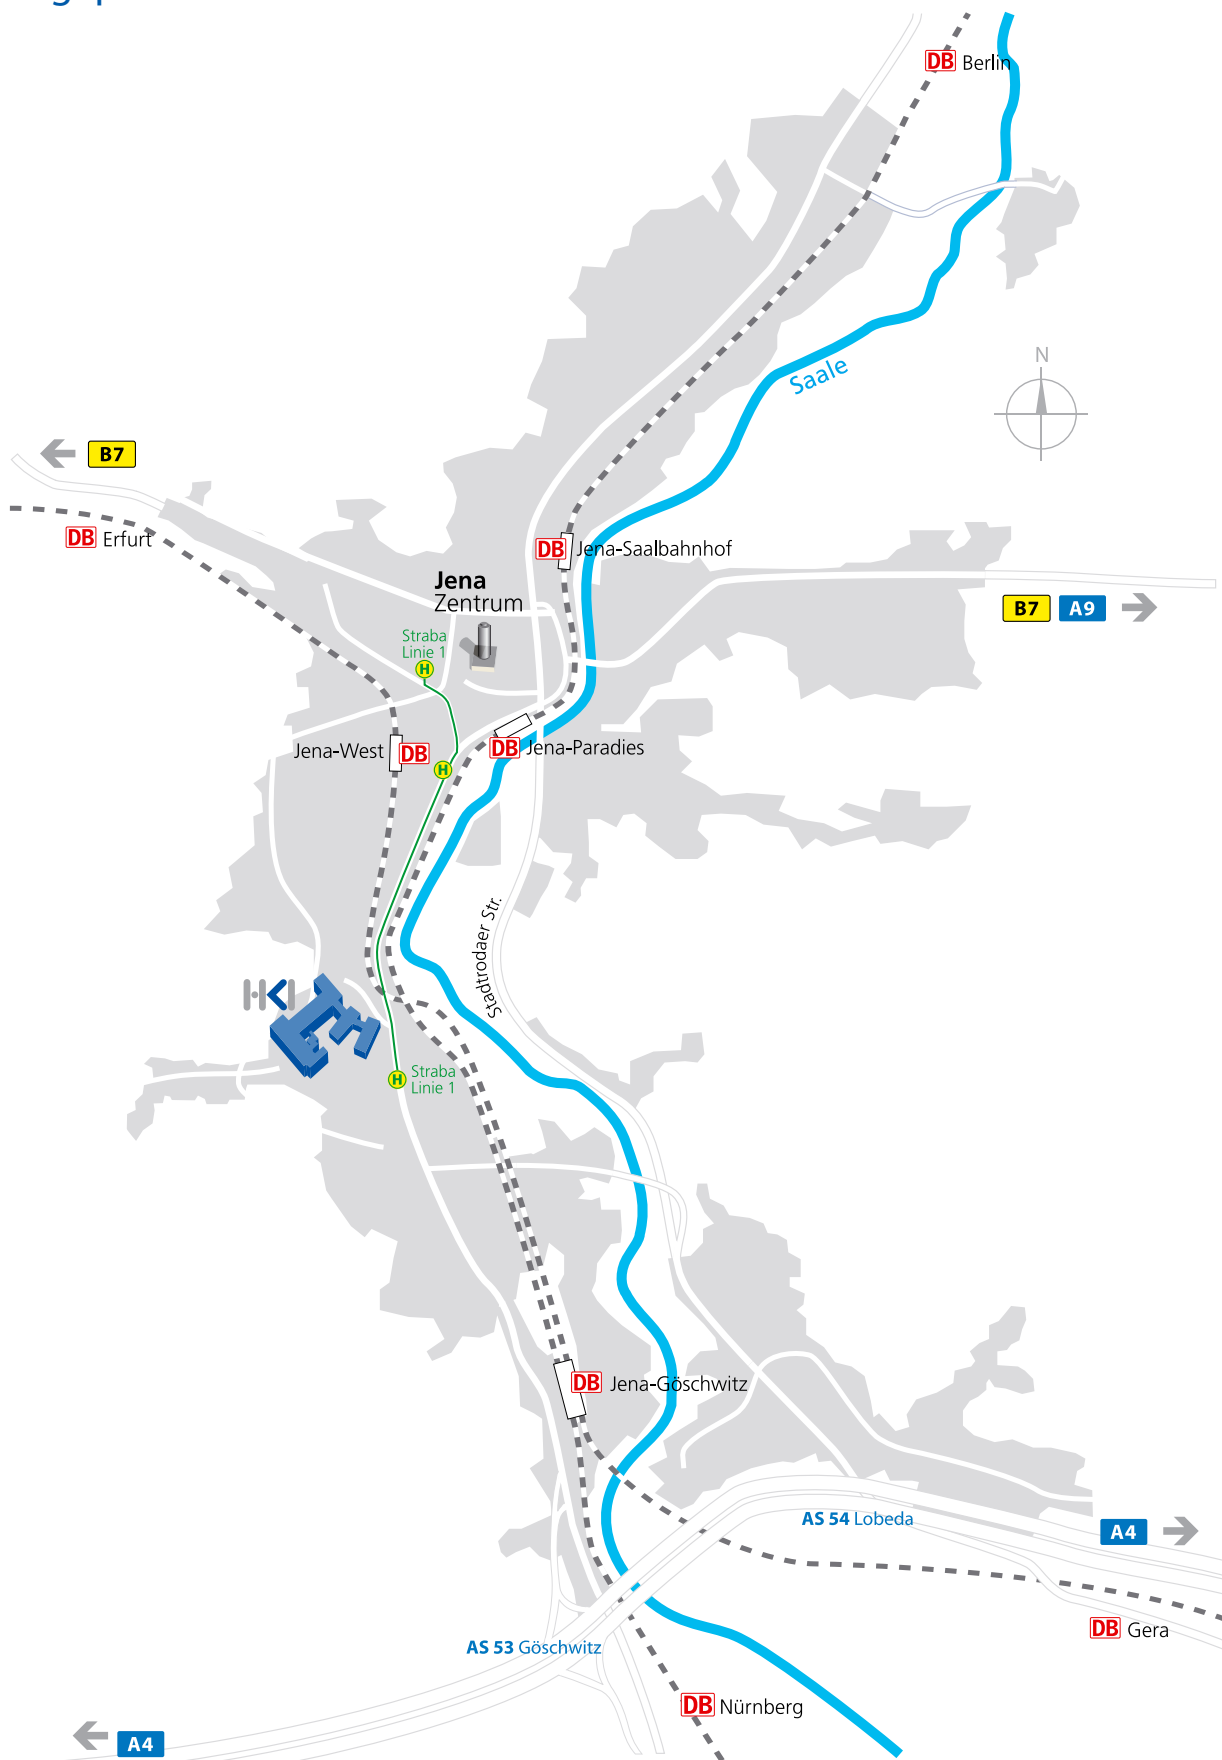 DB Berlin
N
Saale
B7
DB Erfurt
DB Jena-Saalbahnhof
Jena
Zentrum
B7 A9
Straba
Linie 1
H
Jena-West DB
DB Jena-Paradies
H
Stadtrodaer Str.
HKI
H
Straba
Linie 1
DB Jena-Göschwitz
AS 54 Lobeda
A4
DB Gera
AS 53 Göschwitz
DB Nürnberg
A4